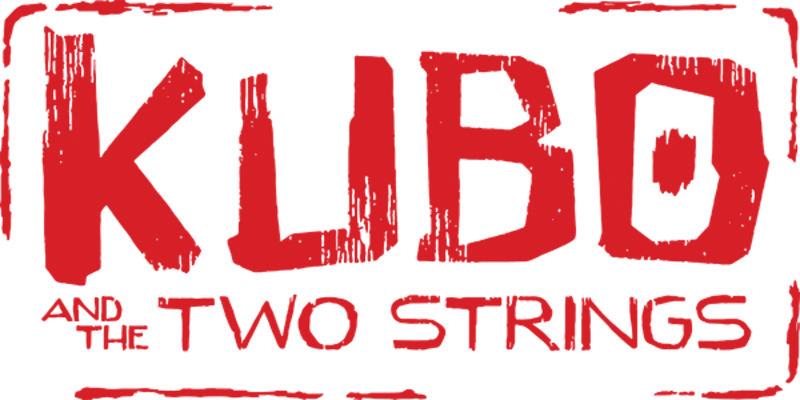 KUBO
AND THE TWO STRINGS